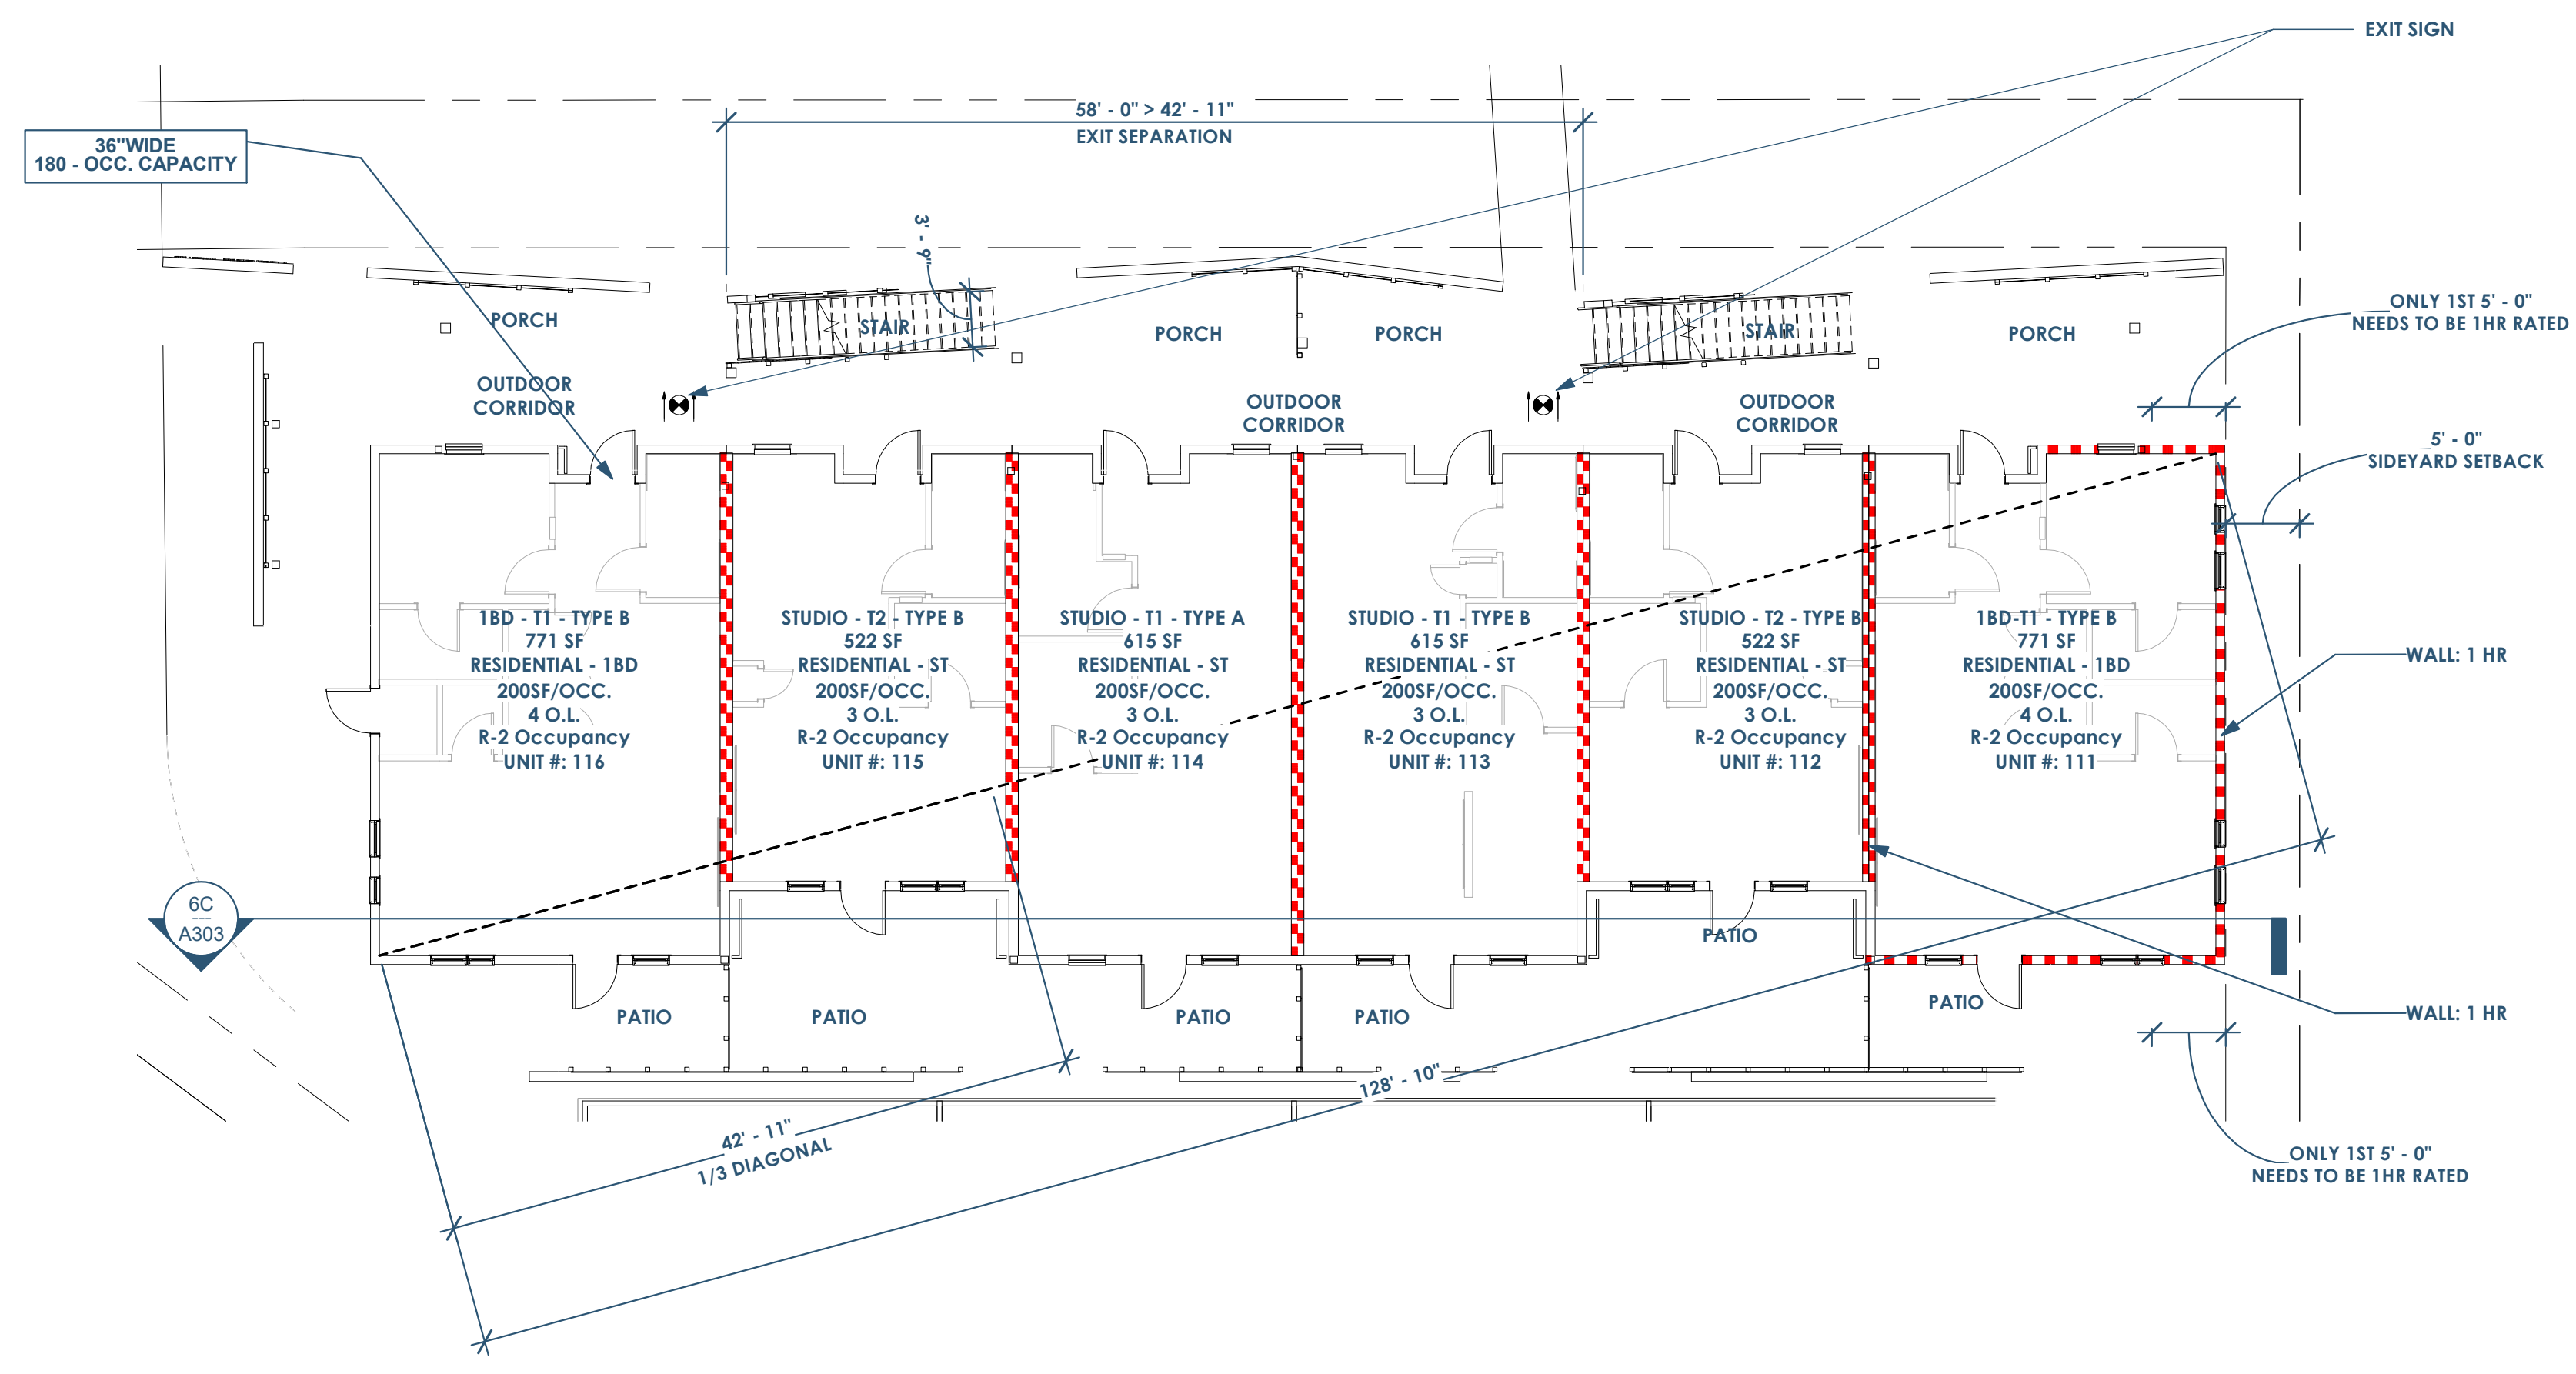 EXIT SIGN
58' - 0" > 42' - 11"
EXIT SEPARATION
36"WIDE
180 - OCC. CAPACITY
3' - 9"
ONLY 1ST 5' - 0"
NEEDS TO BE 1HR RATED
PORCH
STAIR
PORCH
PORCH
STAIR
PORCH
OUTDOOR
CORRIDOR
OUTDOOR
CORRIDOR
OUTDOOR
CORRIDOR
5' - 0"
SIDEYARD SETBACK
1BD - T1 - TYPE B
771 SF
RESIDENTIAL - 1BD
200SF/OCC.
4 O.L.
R-2 Occupancy
UNIT #: 116
STUDIO - T2 - TYPE B
522 SF
RESIDENTIAL - ST
200SF/OCC.
3 O.L.
R-2 Occupancy
UNIT #: 115
STUDIO - T1 - TYPE A
615 SF
RESIDENTIAL - ST
200SF/OCC.
3 O.L.
R-2 Occupancy
UNIT #: 114
STUDIO - T1 - TYPE B
615 SF
RESIDENTIAL - ST
200SF/OCC.
3 O.L.
R-2 Occupancy
UNIT #: 113
STUDIO - T2 - TYPE B
522 SF
RESIDENTIAL - ST
200SF/OCC.
3 O.L.
R-2 Occupancy
UNIT #: 112
1BD-T1 - TYPE B
771 SF
RESIDENTIAL - 1BD
200SF/OCC.
4 O.L.
R-2 Occupancy
UNIT #: 111
WALL: 1 HR
6C
---
A303
PATIO
PATIO
PATIO
PATIO
PATIO
PATIO
WALL: 1 HR
128' - 10"
42' - 11"
1/3 DIAGONAL
ONLY 1ST 5' - 0"
NEEDS TO BE 1HR RATED